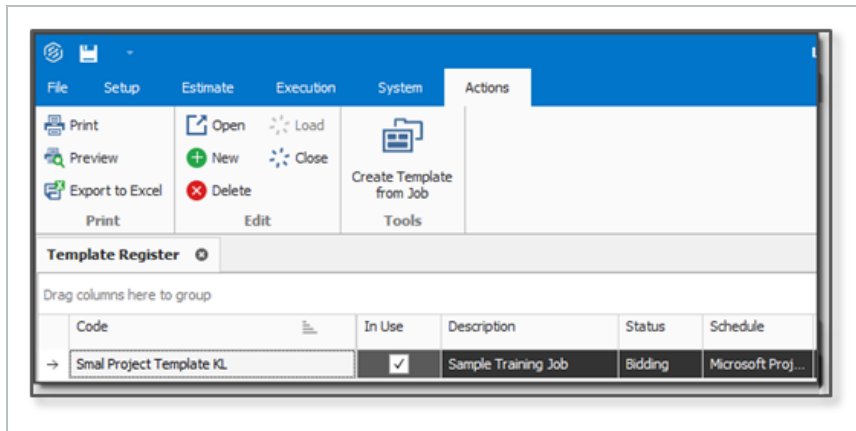 File Setup Estimate Execution System Actions
Print Open Load
Preview New Close
Export to Excel Delete
Create Template
from Job
Print Edit Tools
Template Register
Drag columns here to group
Code In Use Description Status Schedule
Smal Project Template KL Sample Training Job Bidding Microsoft Proj...